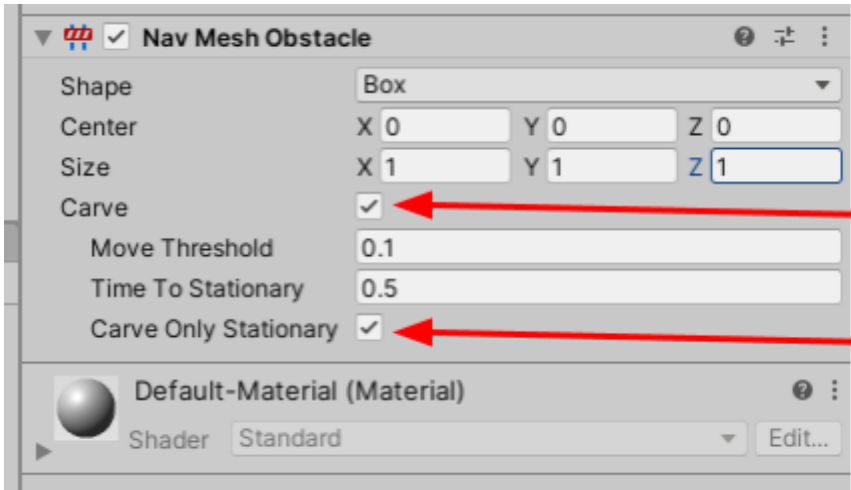 Nav Mesh Obstacle
Shape Box
Center X 0 Y 0 Z 0
Size X 1 Y 1 Z 1
Carve
Move Threshold 0.1
Time To Stationary 0.5
Carve Only Stationary
Default-Material (Material)
Shader Standard Edit...